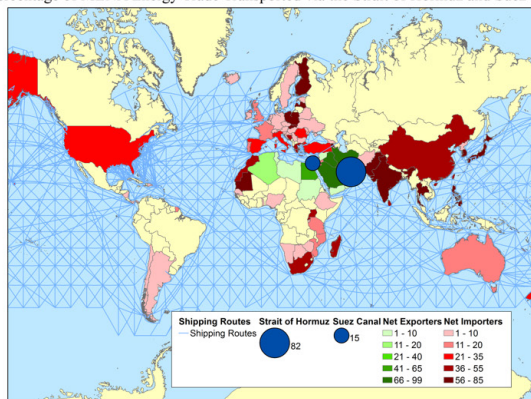 Shipping Routes Strait of Hormuz Suez Canal Net Exporters Net Importers
Shipping Routes 82 15 1 - 10 1 - 10
11 - 20 11 - 20
21 - 40 21 - 35
41 - 65 36 - 55
66 - 99 56 - 85